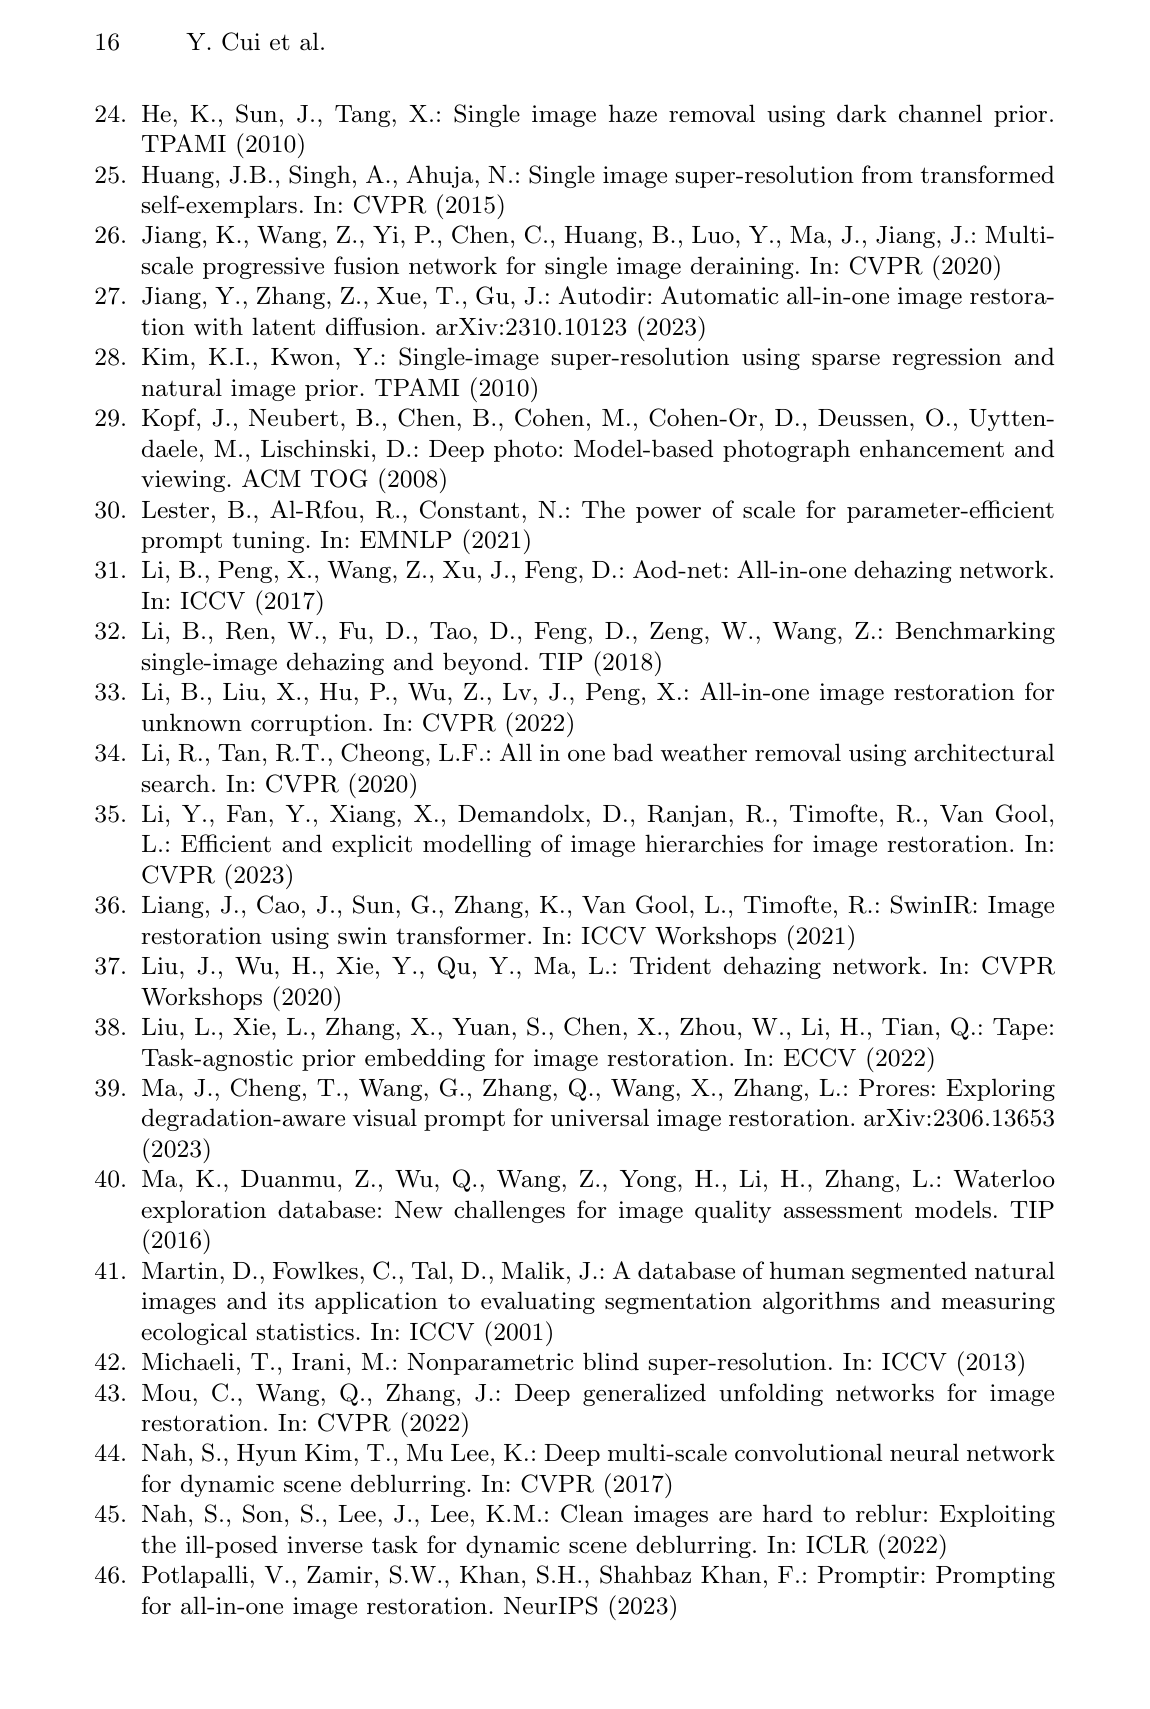 16 Y. Cui et al.
24. He, K., Sun, J., Tang, X.: Single image haze removal using dark channel prior.
TPAMI (2010)
25. Huang, J.B., Singh, A., Ahuja, N.: Single image super-resolution from transformed
self-exemplars. In: CVPR (2015)
26. Jiang, K., Wang, Z., Yi, P., Chen, C., Huang, B., Luo, Y., Ma, J., Jiang, J.: Multi-
scale progressive fusion network for single image deraining. In: CVPR (2020)
27. Jiang, Y., Zhang, Z., Xue, T., Gu, J.: Autodir: Automatic all-in-one image restora-
tion with latent diffusion. arXiv:2310.10123 (2023)
28. Kim, K.I., Kwon, Y.: Single-image super-resolution using sparse regression and
natural image prior. TPAMI (2010)
29. Kopf, J., Neubert, B., Chen, B., Cohen, M., Cohen-Or, D., Deussen, O., Uytten-
daele, M., Lischinski, D.: Deep photo: Model-based photograph enhancement and
viewing. ACM TOG (2008)
30. Lester, B., Al-Rfou, R., Constant, N.: The power of scale for parameter-efficient
prompt tuning. In: EMNLP (2021)
31. Li, B., Peng, X., Wang, Z., Xu, J., Feng, D.: Aod-net: All-in-one dehazing network.
In: ICCV (2017)
32. Li, B., Ren, W., Fu, D., Tao, D., Feng, D., Zeng, W., Wang, Z.: Benchmarking
single-image dehazing and beyond. TIP (2018)
33. Li, B., Liu, X., Hu, P., Wu, Z., Lv, J., Peng, X.: All-in-one image restoration for
unknown corruption. In: CVPR (2022)
34. Li, R., Tan, R.T., Cheong, L.F.: All in one bad weather removal using architectural
search. In: CVPR (2020)
35. Li, Y., Fan, Y., Xiang, X., Demandolx, D., Ranjan, R., Timofte, R., Van Gool,
L.: Efficient and explicit modelling of image hierarchies for image restoration. In:
CVPR (2023)
36. Liang, J., Cao, J., Sun, G., Zhang, K., Van Gool, L., Timofte, R.: SwinIR: Image
restoration using swin transformer. In: ICCV Workshops (2021)
37. Liu, J., Wu, H., Xie, Y., Qu, Y., Ma, L.: Trident dehazing network. In: CVPR
Workshops (2020)
38. Liu, L., Xie, L., Zhang, X., Yuan, S., Chen, X., Zhou, W., Li, H., Tian, Q.: Tape:
Task-agnostic prior embedding for image restoration. In: ECCV (2022)
39. Ma, J., Cheng, T., Wang, G., Zhang, Q., Wang, X., Zhang, L.: Prores: Exploring
degradation-aware visual prompt for universal image restoration. arXiv:2306.13653
(2023)
40. Ma, K., Duanmu, Z., Wu, Q., Wang, Z., Yong, H., Li, H., Zhang, L.: Waterloo
exploration database: New challenges for image quality assessment models. TIP
(2016)
41. Martin, D., Fowlkes, C., Tal, D., Malik, J.: A database of human segmented natural
images and its application to evaluating segmentation algorithms and measuring
ecological statistics. In: ICCV (2001)
42. Michaeli, T., Irani, M.: Nonparametric blind super-resolution. In: ICCV (2013)
43. Mou, C., Wang, Q., Zhang, J.: Deep generalized unfolding networks for image
restoration. In: CVPR (2022)
44. Nah, S., Hyun Kim, T., Mu Lee, K.: Deep multi-scale convolutional neural network
for dynamic scene deblurring. In: CVPR (2017)
45. Nah, S., Son, S., Lee, J., Lee, K.M.: Clean images are hard to reblur: Exploiting
the ill-posed inverse task for dynamic scene deblurring. In: ICLR (2022)
46. Potlapalli, V., Zamir, S.W., Khan, S.H., Shahbaz Khan, F.: Promptir: Prompting
for all-in-one image restoration. NeurIPS (2023)